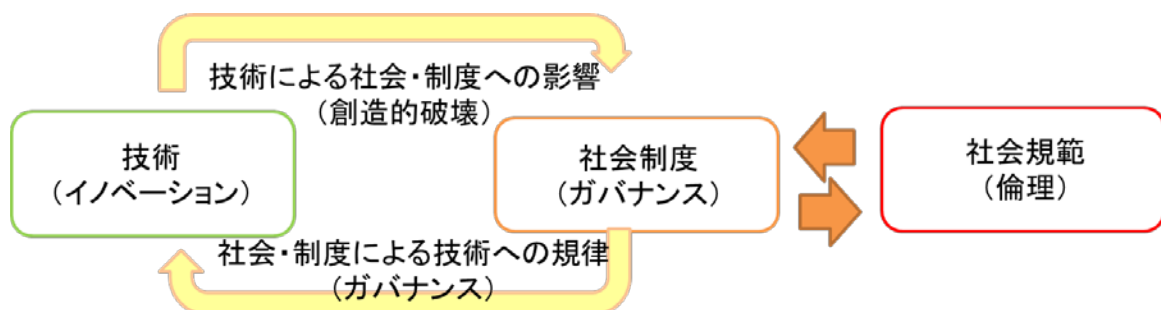 技術による社会・制度への影響
（創造的破壊）
技術
（イノベーション）
社会制度
（ガバナンス）
社会規範
（倫理）
社会・制度による技術への規律
（ガバナンス）